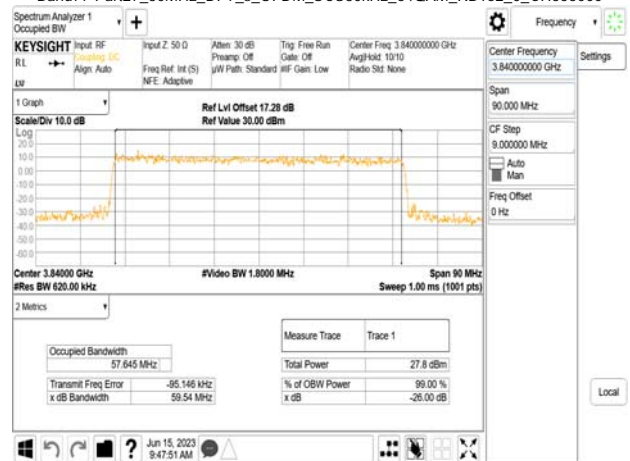 Spectrum Analyzer 1
Occupied BW
Frequency
KEYSIGHT
RL
Input: RF
Coupling: DC
Align: Auto
Input Z: 50 Ω
Freq Ref: Int (S)
NFE: Adaptive
Atten: 30 dB
Preamp: Off
µW Path: Standard
Trig: Free Run
Gate: Off
#IF Gain: Low
Center Freq: 3.840000000 GHz
Avg|Hold: 10/10
Radio Std: None
Center Frequency
3.840000000 GHz
Settings
Span
90.000 MHz
CF Step
9.000000 MHz
Auto
Man
Freq Offset
0 Hz
1 Graph
Scale/Div 10.0 dB
Ref Lvl Offset 17.28 dB
Ref Value 30.00 dBm
Log
20.0
10.0
0.00
-10.0
-20.0
-30.0
-40.0
-50.0
-60.0
Center 3.84000 GHz
#Res BW 620.00 kHz
#Video BW 1.8000 MHz
Span 90 MHz
Sweep 1.00 ms (1001 pts)
2 Metrics
Measure Trace
Trace 1
Occupied Bandwidth
57.645 MHz
Total Power
27.8 dBm
Transmit Freq Error
-95.146 kHz
% of OBW Power
99.00 %
x dB Bandwidth
59.54 MHz
x dB
-26.00 dB
Local
Jun 15, 2023
9:47:51 AM